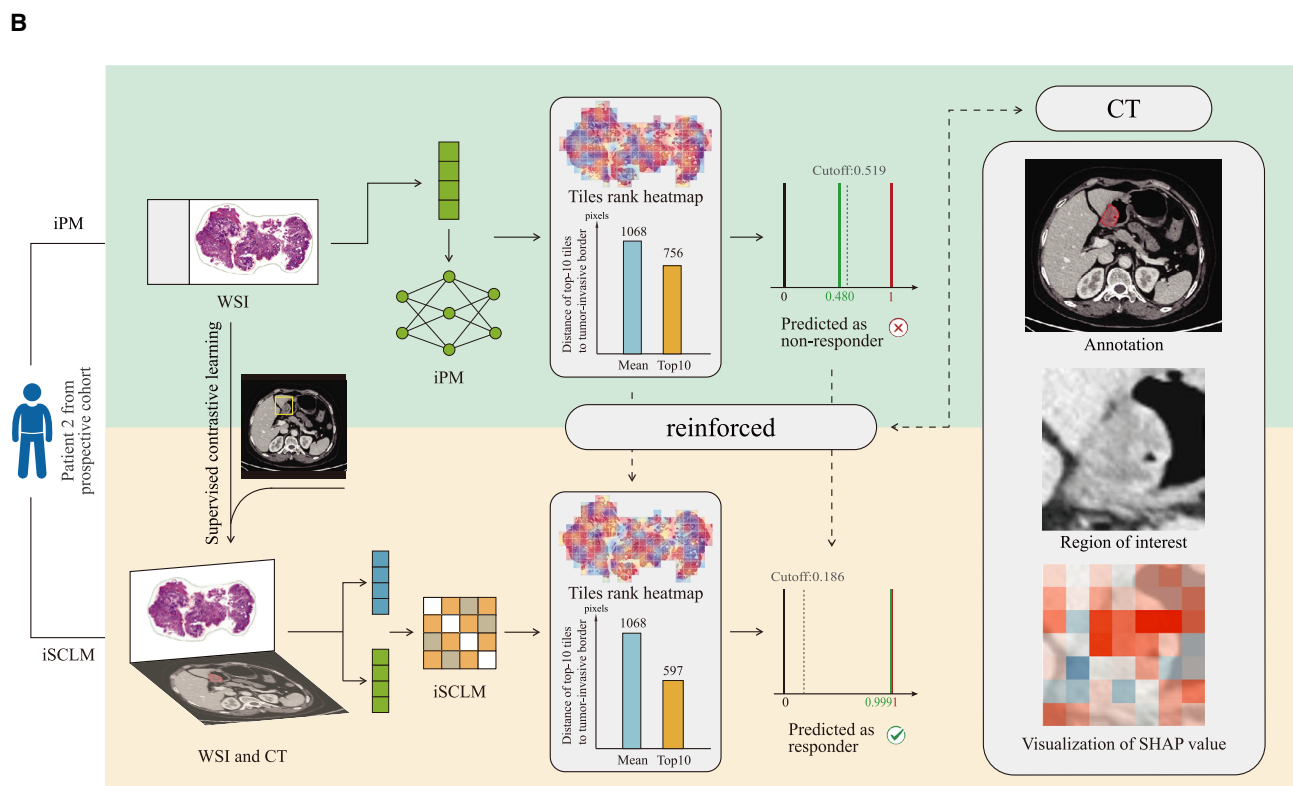 B
iPM
Patient 2 from
prospective cohort
iSCLM
WSI
Supervised contrastive learning
WSI and CT
iPM
iSCLM
Tiles rank heatmap
pixels
Distance of top-10 tiles
to tumor-invasive border
1068
756
Mean Top10
Cutoff:0.519
0 0.480 1
Predicted as
non-responder
reinforced
Tiles rank heatmap
pixels
Distance of top-10 tiles
to tumor-invasive border
1068
597
Mean Top10
Cutoff:0.186
0 0.9991
Predicted as
responder
CT
Annotation
Region of interest
Visualization of SHAP value